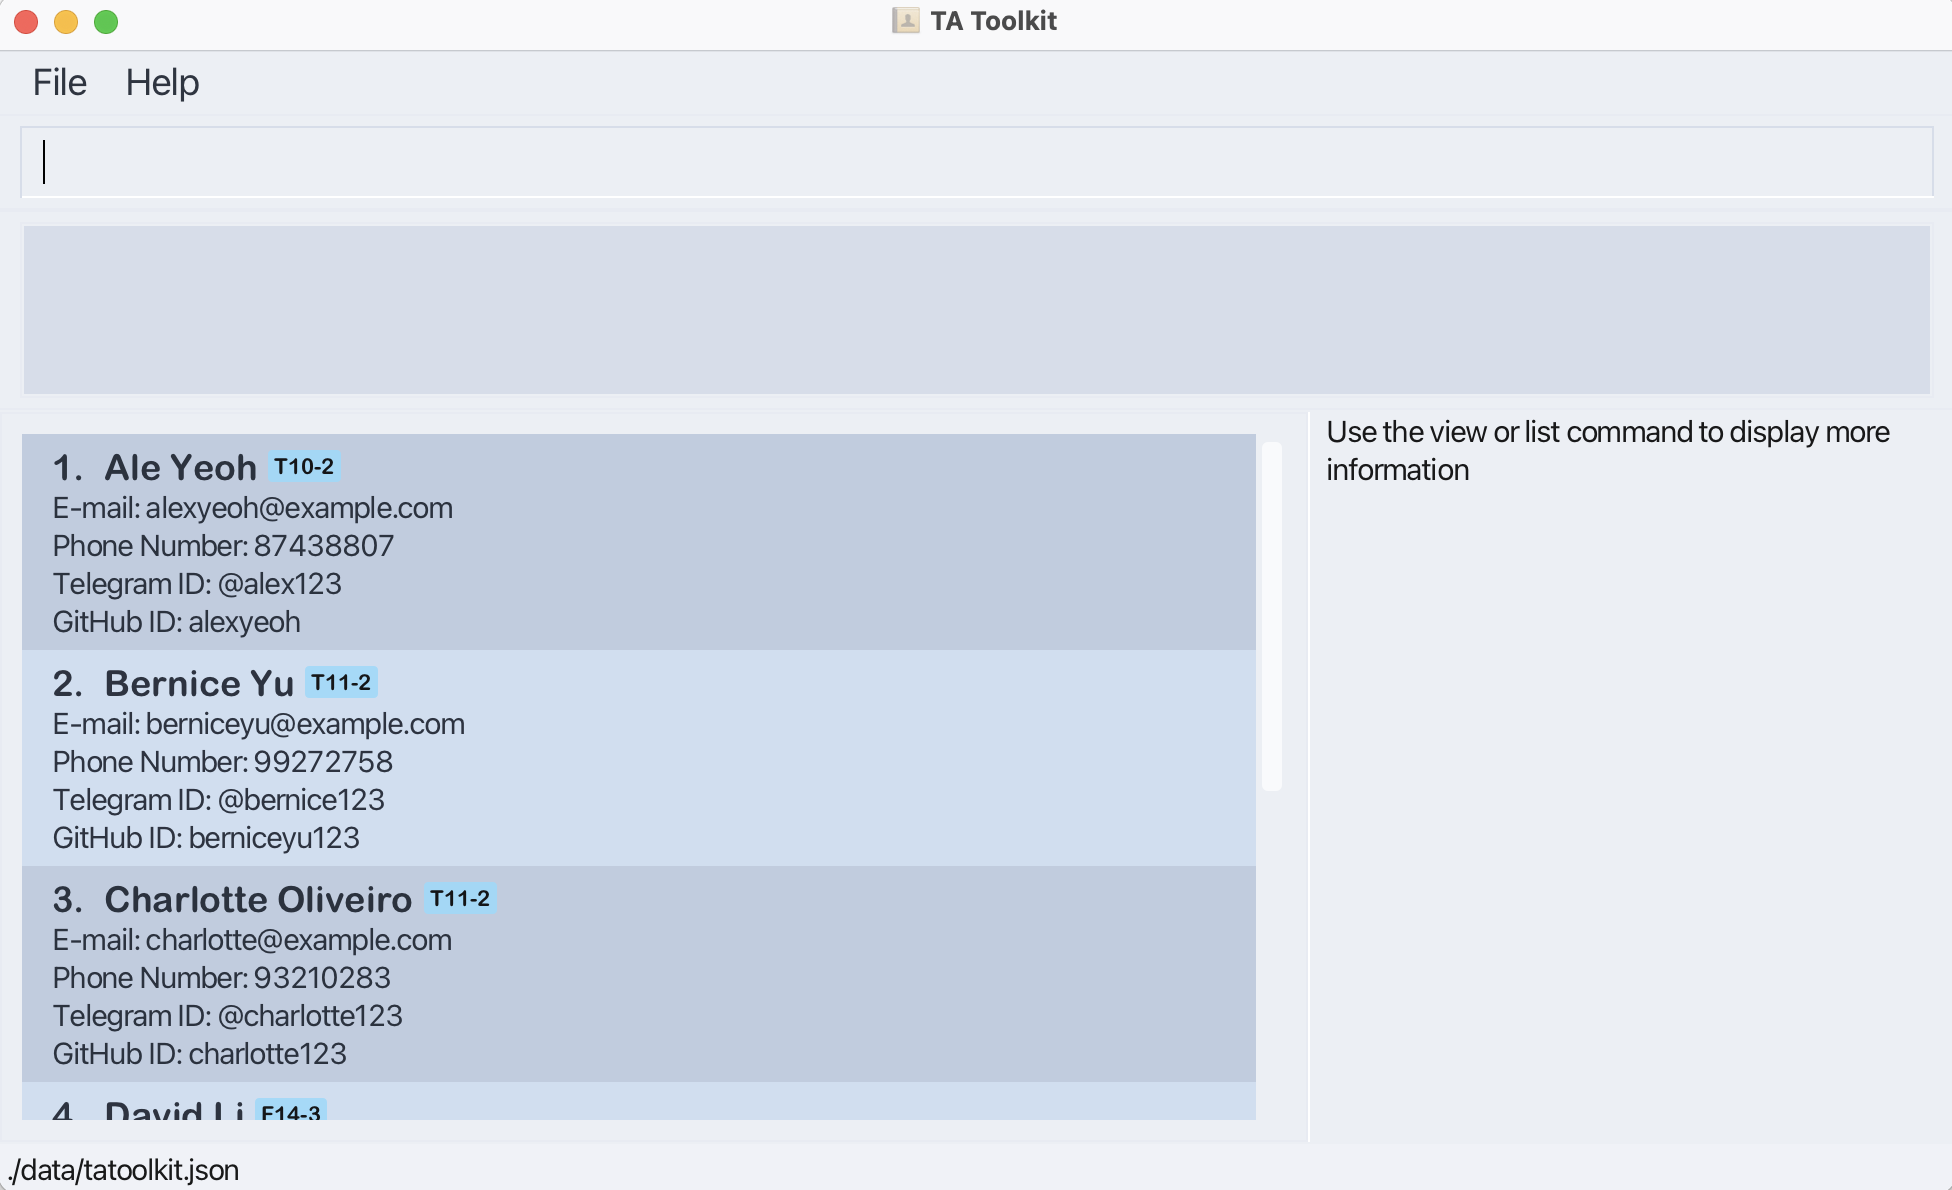 TA Toolkit
File Help
1. Ale Yeoh T10-2
E-mail: alexyeoh@example.com
Phone Number: 87438807
Telegram ID: @alex123
GitHub ID: alexyeoh
2. Bernice Yu T11-2
E-mail: berniceyu@example.com
Phone Number: 99272758
Telegram ID: @bernice123
GitHub ID: berniceyu123
3. Charlotte Oliveiro T11-2
E-mail: charlotte@example.com
Phone Number: 93210283
Telegram ID: @charlotte123
GitHub ID: charlotte123
4. David Li F14-3
Use the view or list command to display more
information
./data/tatoolkit.json